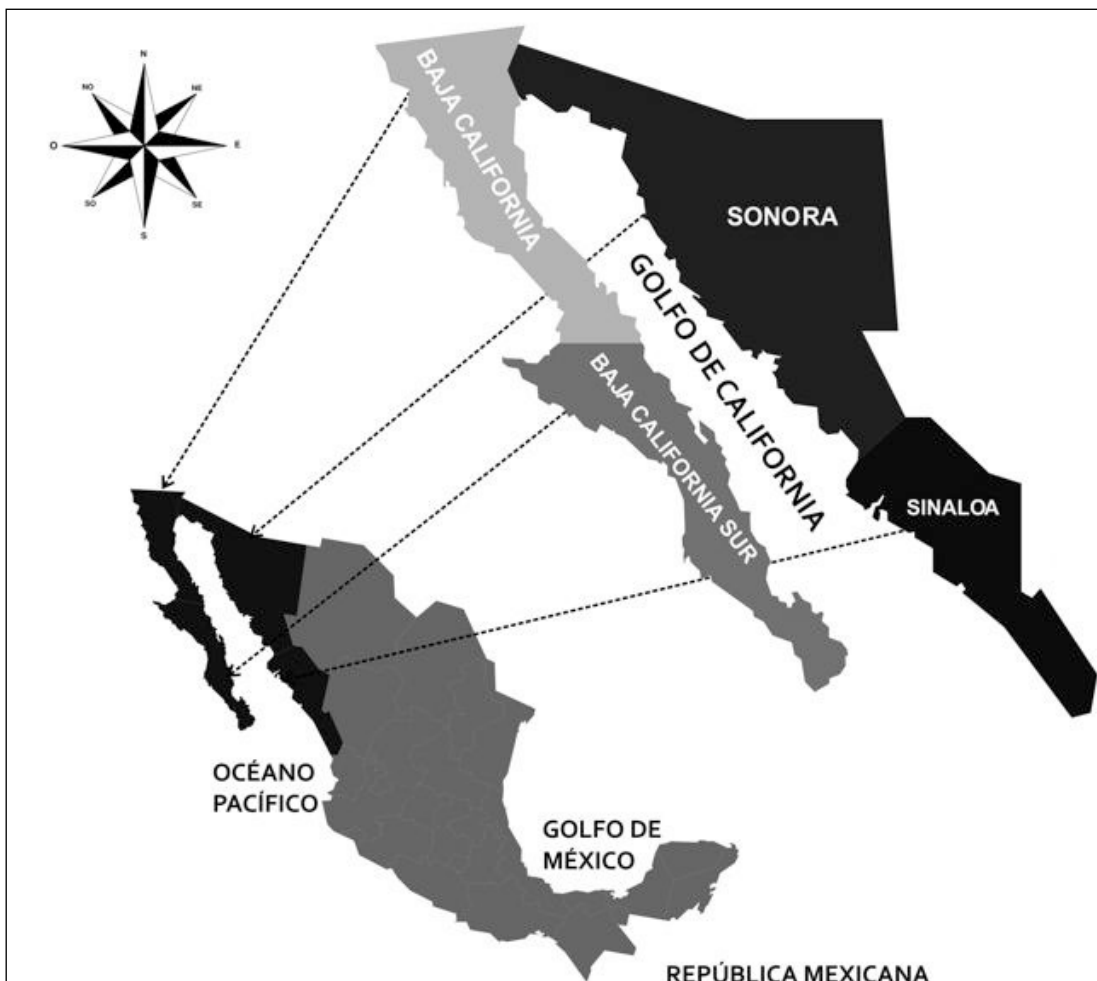 N
NO
NE
O
E
SO
SE
S
BAJA CALIFORNIA
SONORA
GOLFO DE CALIFORNIA
BAJA CALIFORNIA SUR
SINALOA
OCÉANO
PACÍFICO
GOLFO DE
MÉXICO
REPÚBLICA MEXICANA